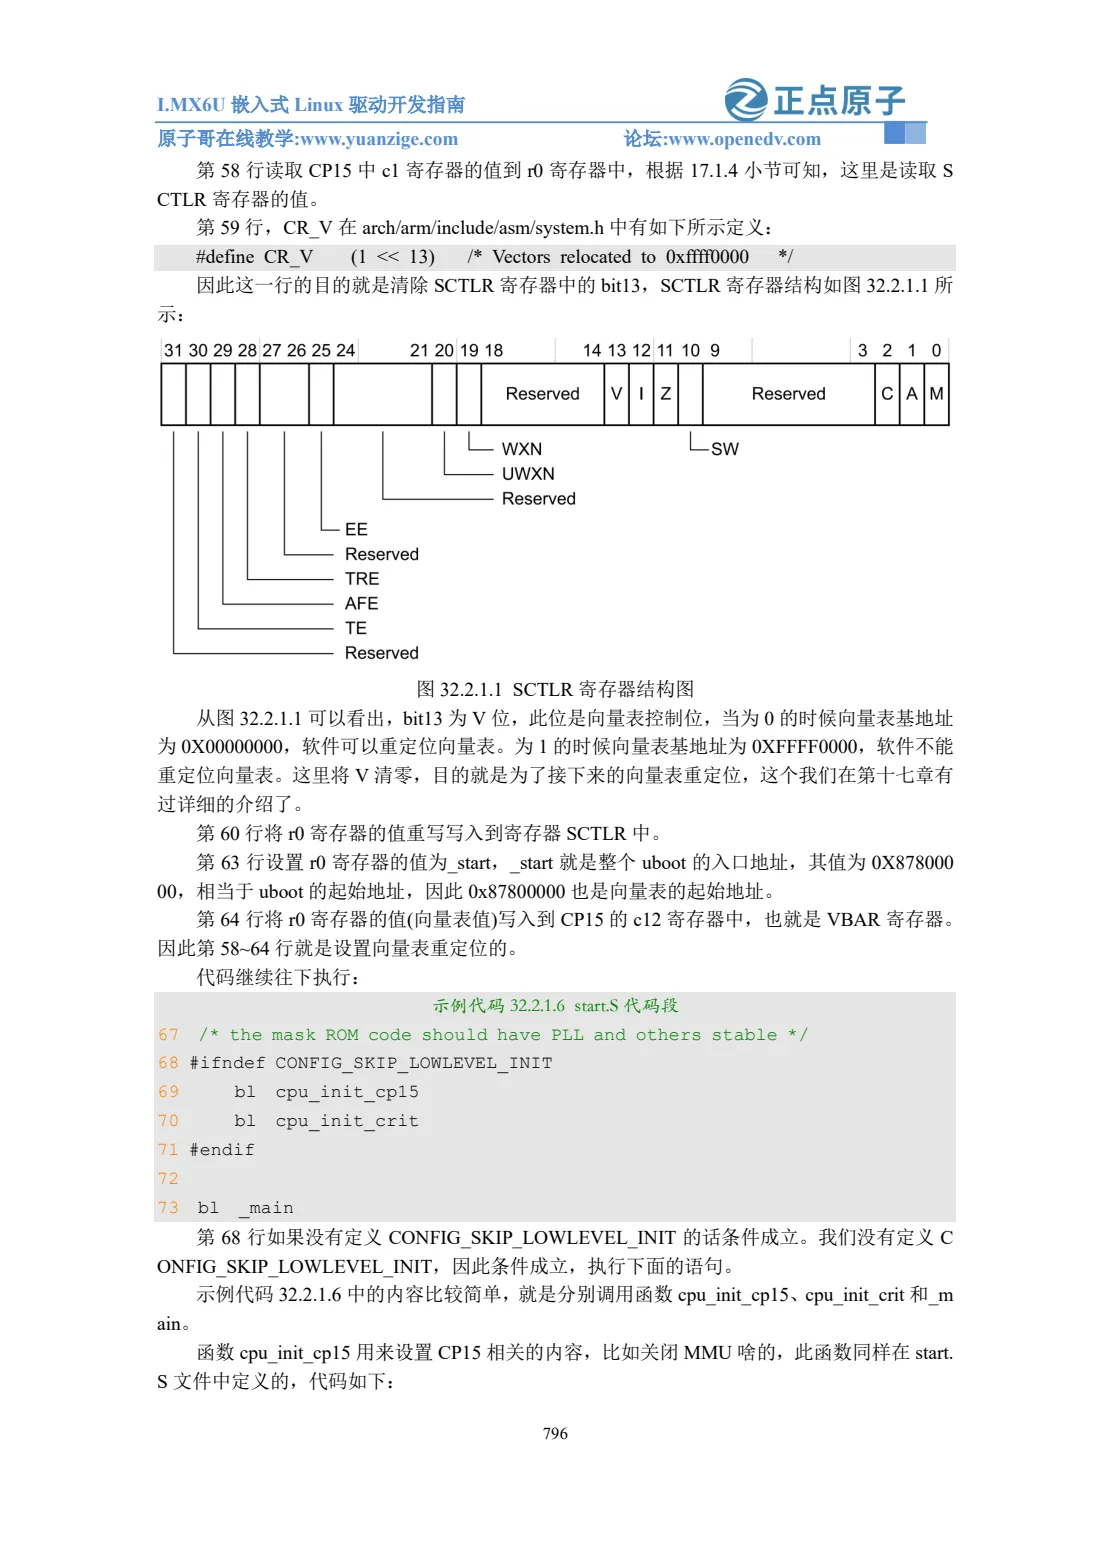 I.MX6U 嵌入式 Linux 驱动开发指南
正点原子
原子哥在线教学:www.yuanzige.com 论坛:www.openedv.com
第 58 行读取 CP15 中 c1 寄存器的值到 r0 寄存器中，根据 17.1.4 小节可知，这里是读取 S
CTLR 寄存器的值。
第 59 行，CR_V 在 arch/arm/include/asm/system.h 中有如下所示定义：
#define CR_V (1 << 13) /* Vectors relocated to 0xffff0000 */
因此这一行的目的就是清除 SCTLR 寄存器中的 bit13，SCTLR 寄存器结构如图 32.2.1.1 所
示：
31 30 29 28 27 26 25 24 21 20 19 18 14 13 12 11 10 9 3 2 1 0
Reserved V I Z Reserved C A M
WXN SW
UWXN
Reserved
EE
Reserved
TRE
AFE
TE
Reserved
图 32.2.1.1 SCTLR 寄存器结构图
从图 32.2.1.1 可以看出，bit13 为 V 位，此位是向量表控制位，当为 0 的时候向量表基地址
为 0X00000000，软件可以重定位向量表。为 1 的时候向量表基地址为 0XFFFF0000，软件不能
重定位向量表。这里将 V 清零，目的就是为了接下来的向量表重定位，这个我们在第十七章有
过详细的介绍了。
第 60 行将 r0 寄存器的值重写写入到寄存器 SCTLR 中。
第 63 行设置 r0 寄存器的值为_start，_start 就是整个 uboot 的入口地址，其值为 0X878000
00，相当于 uboot 的起始地址，因此 0x87800000 也是向量表的起始地址。
第 64 行将 r0 寄存器的值(向量表值)写入到 CP15 的 c12 寄存器中，也就是 VBAR 寄存器。
因此第 58~64 行就是设置向量表重定位的。
代码继续往下执行：
示例代码 32.2.1.6 start.S 代码段
67 /* the mask ROM code should have PLL and others stable */
68 #ifndef CONFIG_SKIP_LOWLEVEL_INIT
69 bl cpu_init_cp15
70 bl cpu_init_crit
71 #endif
72
73 bl _main
第 68 行如果没有定义 CONFIG_SKIP_LOWLEVEL_INIT 的话条件成立。我们没有定义 C
ONFIG_SKIP_LOWLEVEL_INIT，因此条件成立，执行下面的语句。
示例代码 32.2.1.6 中的内容比较简单，就是分别调用函数 cpu_init_cp15、cpu_init_crit 和_m
ain。
函数 cpu_init_cp15 用来设置 CP15 相关的内容，比如关闭 MMU 啥的，此函数同样在 start.
S 文件中定义的，代码如下：
796